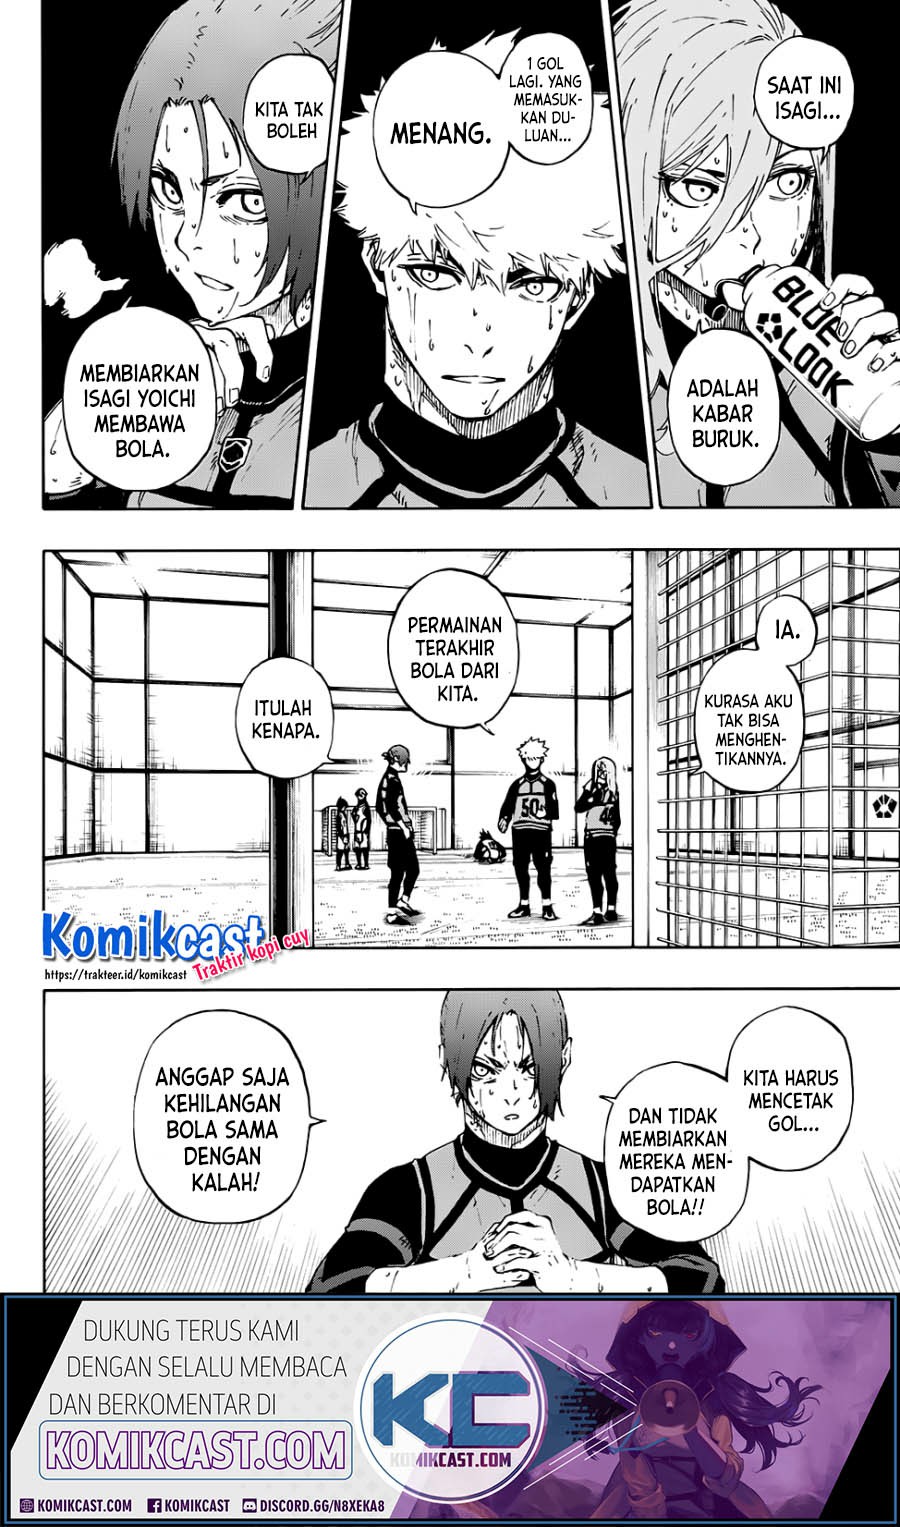 SAAT INI
ISAGI...
ADALAH
KABAR
BURUK.
BLUE
LOOK
1 GOL
LAGI. YANG
MEMASUK-
KAN DU-
LUAN...
MENANG.
KITA TAK
BOLEH
MEMBIARKAN
ISAGI YOICHI
MEMBAWA
BOLA.
IA.
KURASA AKU
TAK BISA
MENGHEN-
TIKANNYA.
PERMAINAN
TERAKHIR
BOLA DARI
KITA.
ITULAH
KENAPA.
50
44
Komikcast
Traktir kopi cuy
https://trakteer.id/komikcast
KITA HARUS
MENCETAK
GOL...
DAN TIDAK
MEMBIARKAN
MEREKA MEN-
DAPATKAN
BOLA!!
ANGGAP SAJA
KEHILANGAN
BOLA SAMA
DENGAN
KALAH!
DUKUNG TERUS KAMI
DENGAN SELALU MEMBACA
DAN BERKOMENTAR DI
KOMIKCAST.COM
KC
KOMIKCAST.COM
KOMIKCAST.COM
KOMIKCAST
DISCORD.GG/N8XEKA8